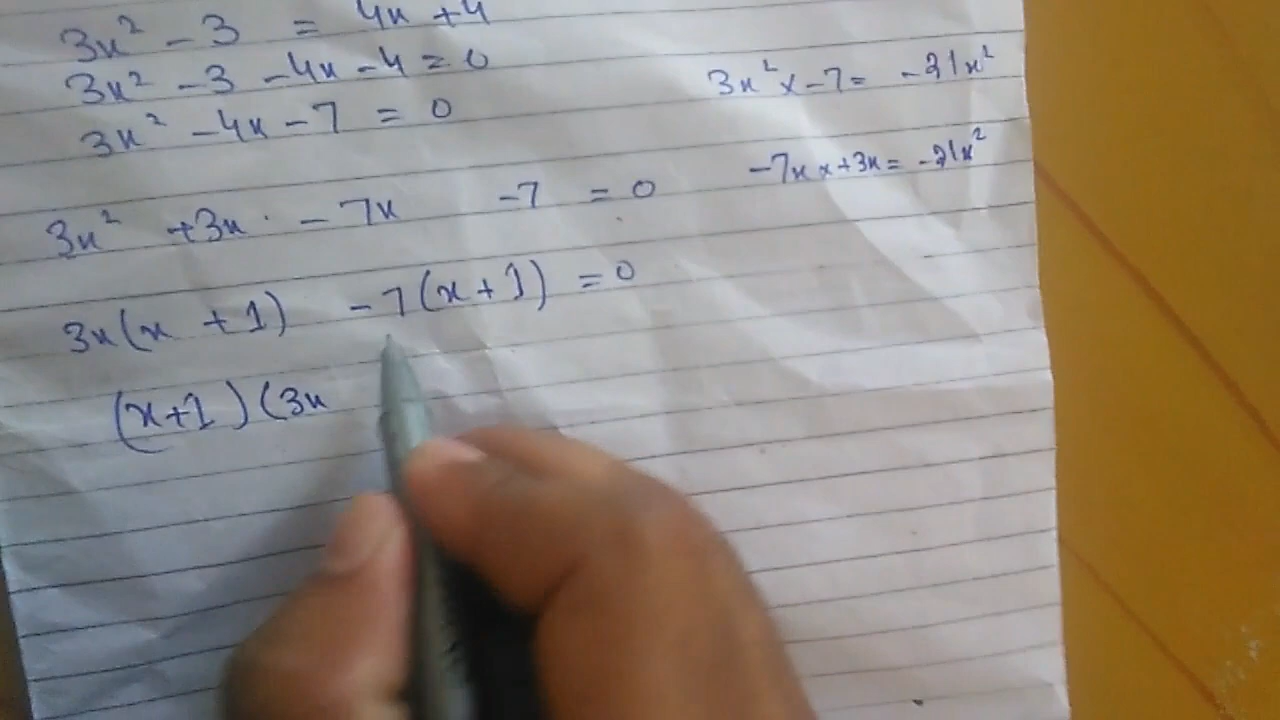 3x² - 3 = 4x + 4
3x² - 3 - 4x - 4 = 0
3x² - 4x - 7 = 0
3x² × -7 = -21x²
-7x × +3x = -21x²
3x² +3x - 7x -7 = 0
3x(x + 1) -7(x+1) = 0
(x+1)(3x